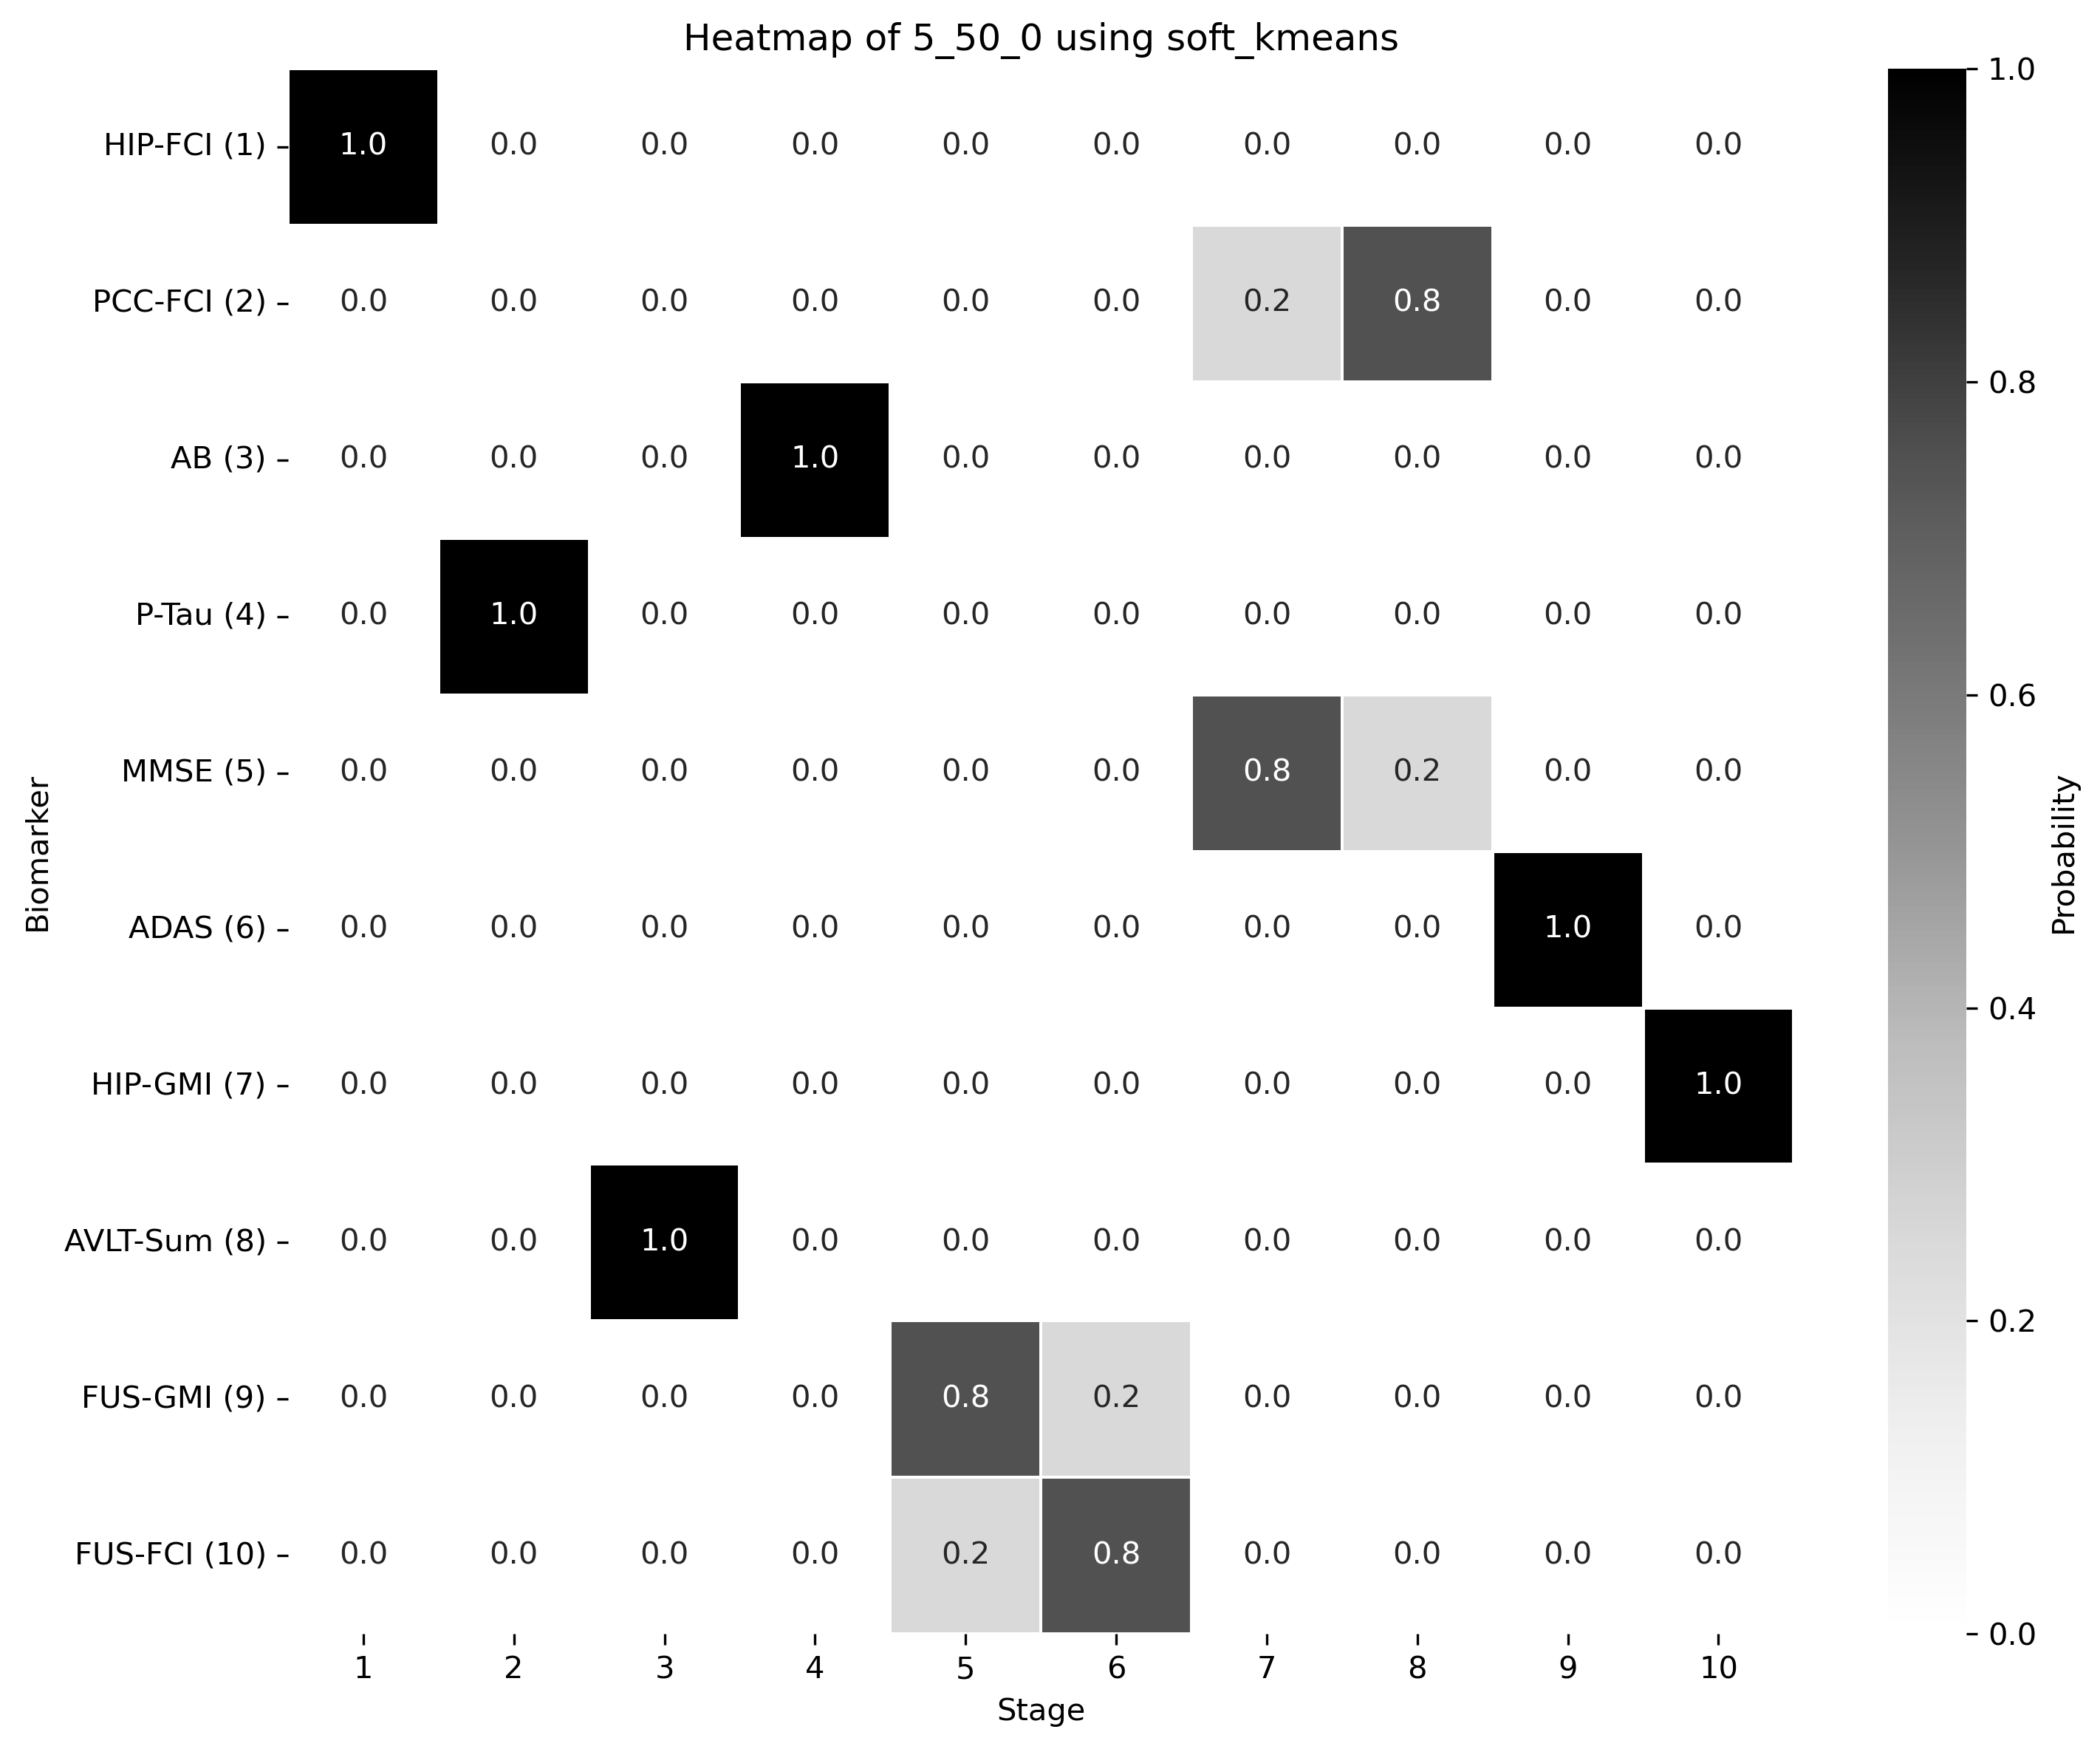 Heatmap of 5_50_0 using soft_kmeans
HIP-FCI (1) 1.0 0.0 0.0 0.0 0.0 0.0 0.0 0.0 0.0 0.0
PCC-FCI (2) 0.0 0.0 0.0 0.0 0.0 0.0 0.2 0.8 0.0 0.0
AB (3) 0.0 0.0 0.0 1.0 0.0 0.0 0.0 0.0 0.0 0.0
P-Tau (4) 0.0 1.0 0.0 0.0 0.0 0.0 0.0 0.0 0.0 0.0
MMSE (5) 0.0 0.0 0.0 0.0 0.0 0.0 0.8 0.2 0.0 0.0
ADAS (6) 0.0 0.0 0.0 0.0 0.0 0.0 0.0 0.0 1.0 0.0
HIP-GMI (7) 0.0 0.0 0.0 0.0 0.0 0.0 0.0 0.0 0.0 1.0
AVLT-Sum (8) 0.0 0.0 1.0 0.0 0.0 0.0 0.0 0.0 0.0 0.0
FUS-GMI (9) 0.0 0.0 0.0 0.0 0.8 0.2 0.0 0.0 0.0 0.0
FUS-FCI (10) 0.0 0.0 0.0 0.0 0.2 0.8 0.0 0.0 0.0 0.0
1 2 3 4 5 6 7 8 9 10
Stage
Biomarker
1.0
0.8
0.6
0.4
0.2
0.0
Probability